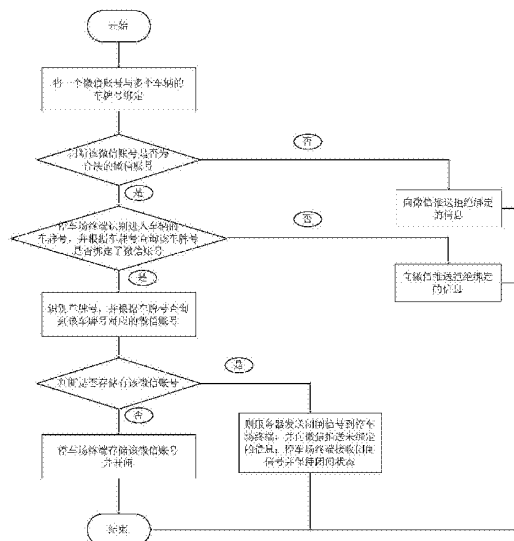 开始
将一个微信账号与多个车辆的
车牌号绑定
判断该微信账号是否为
合法的微信账号
否
是
向微信推送拒绝绑定
的信息
停车场终端识别进入车辆的
车牌号，并根据车牌号查询该车牌号
是否绑定了微信账号
否
是
向微信推送拒绝绑定
的信息
识别车牌号，并根据车牌号查询
到该车牌号对应的微信账号
判断是否存储有该微信账号
是
否
则服务器发送闭闸信号到停车
场终端，并向微信推送未绑定
的信息；停车场终端接收闭闸
信号并保持闭闸状态
停车场终端存储该微信账号
并开闸
结束